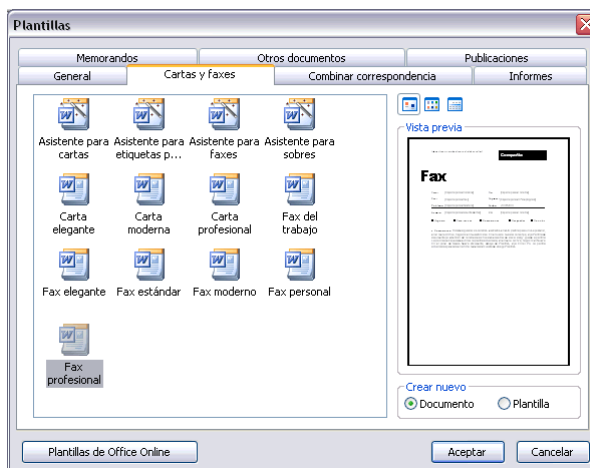 Plantillas
Memorandos Otros documentos Publicaciones
General Cartas y faxes Combinar correspondencia Informes
Asistente para cartas
Asistente para etiquetas p...
Asistente para faxes
Asistente para sobres
Carta elegante
Carta moderna
Carta profesional
Fax del trabajo
Fax elegante
Fax estándar
Fax moderno
Fax personal
Fax profesional
Vista previa
Compañía
Fax
Crear nuevo
Documento Plantilla
Plantillas de Office Online Aceptar Cancelar